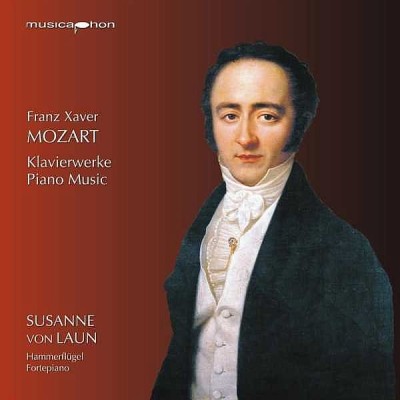 musicaphon
Franz Xaver
MOZART
Klavierwerke
Piano Music
SUSANNE
VON LAUN
Hammerflügel
Fortepiano